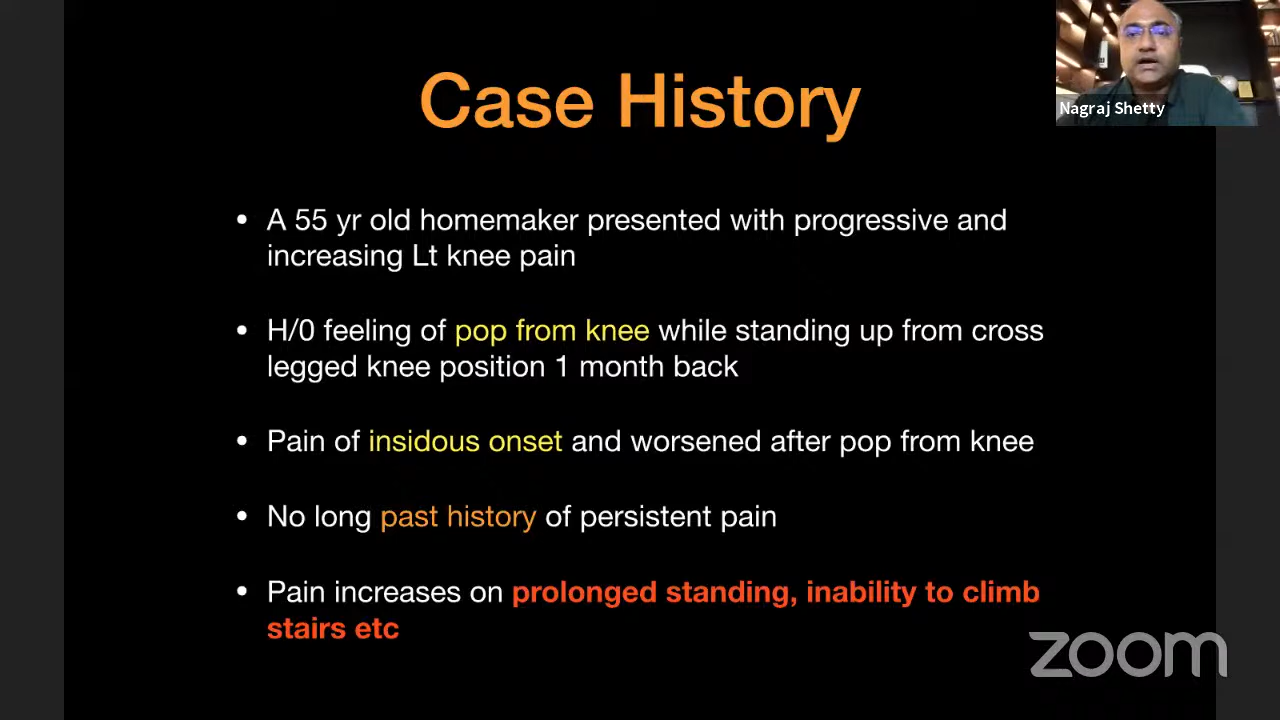 Case History
Nagraj Shetty
• A 55 yr old homemaker presented with progressive and
increasing Lt knee pain
• H/0 feeling of pop from knee while standing up from cross
legged knee position 1 month back
• Pain of insidous onset and worsened after pop from knee
• No long past history of persistent pain
• Pain increases on prolonged standing, inability to climb
stairs etc
zoom